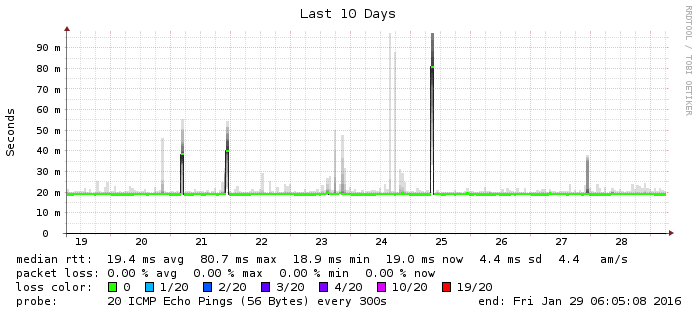 Last 10 Days
RRDTOOL / TOBI OETIKER
Seconds
90 m
80 m
70 m
60 m
50 m
40 m
30 m
20 m
10 m
0
19 20 21 22 23 24 25 26 27 28
median rtt: 19.4 ms avg 80.7 ms max 18.9 ms min 19.0 ms now 4.4 ms sd 4.4 am/s
packet loss: 0.00 % avg 0.00 % max 0.00 % min 0.00 % now
loss color: 0 1/20 2/20 3/20 4/20 10/20 19/20
probe: 20 ICMP Echo Pings (56 Bytes) every 300s end: Fri Jan 29 06:05:08 2016